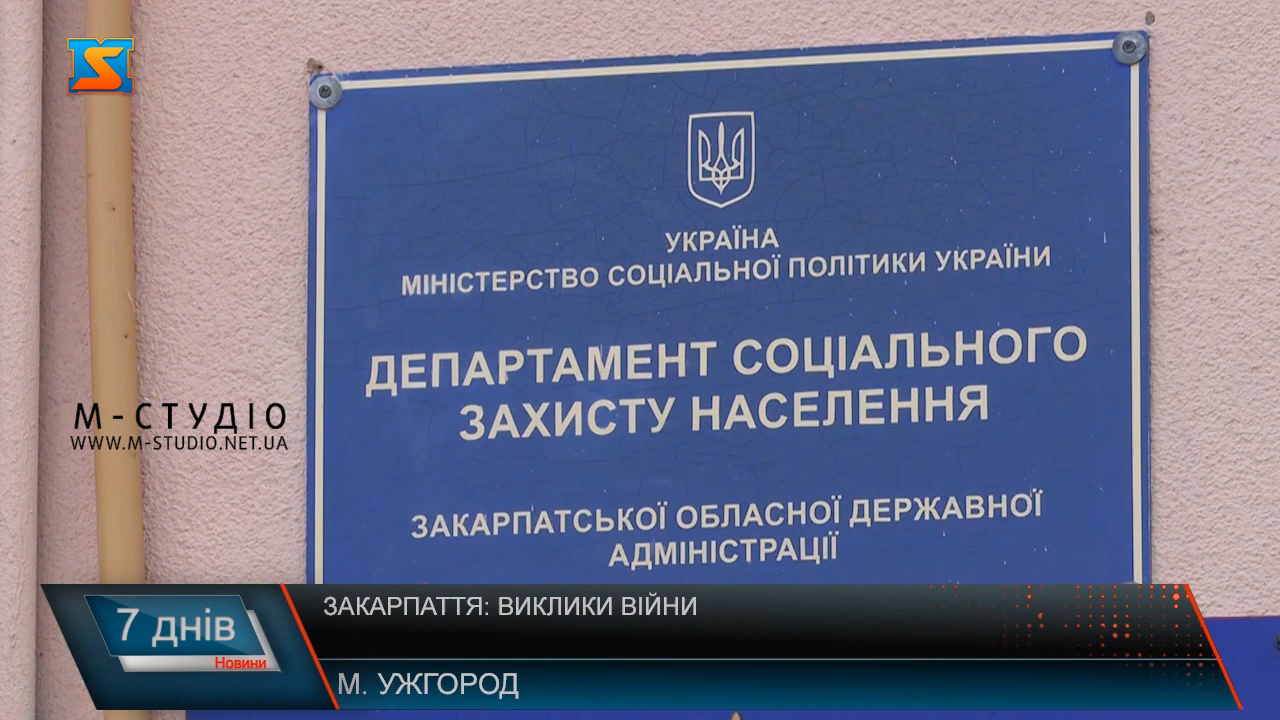 УКРАЇНА
МІНІСТЕРСТВО СОЦІАЛЬНОЇ ПОЛІТИКИ УКРАЇНИ
ДЕПАРТАМЕНТ СОЦІАЛЬНОГО
ЗАХИСТУ НАСЕЛЕННЯ
ЗАКАРПАТСЬКОЇ ОБЛАСНОЇ ДЕРЖАВНОЇ
АДМІНІСТРАЦІЇ
М-СТУДІО
WWW.M-STUDIO.NET.UA
7 днів
Новини
ЗАКАРПАТТЯ: ВИКЛИКИ ВІЙНИ
М. УЖГОРОД